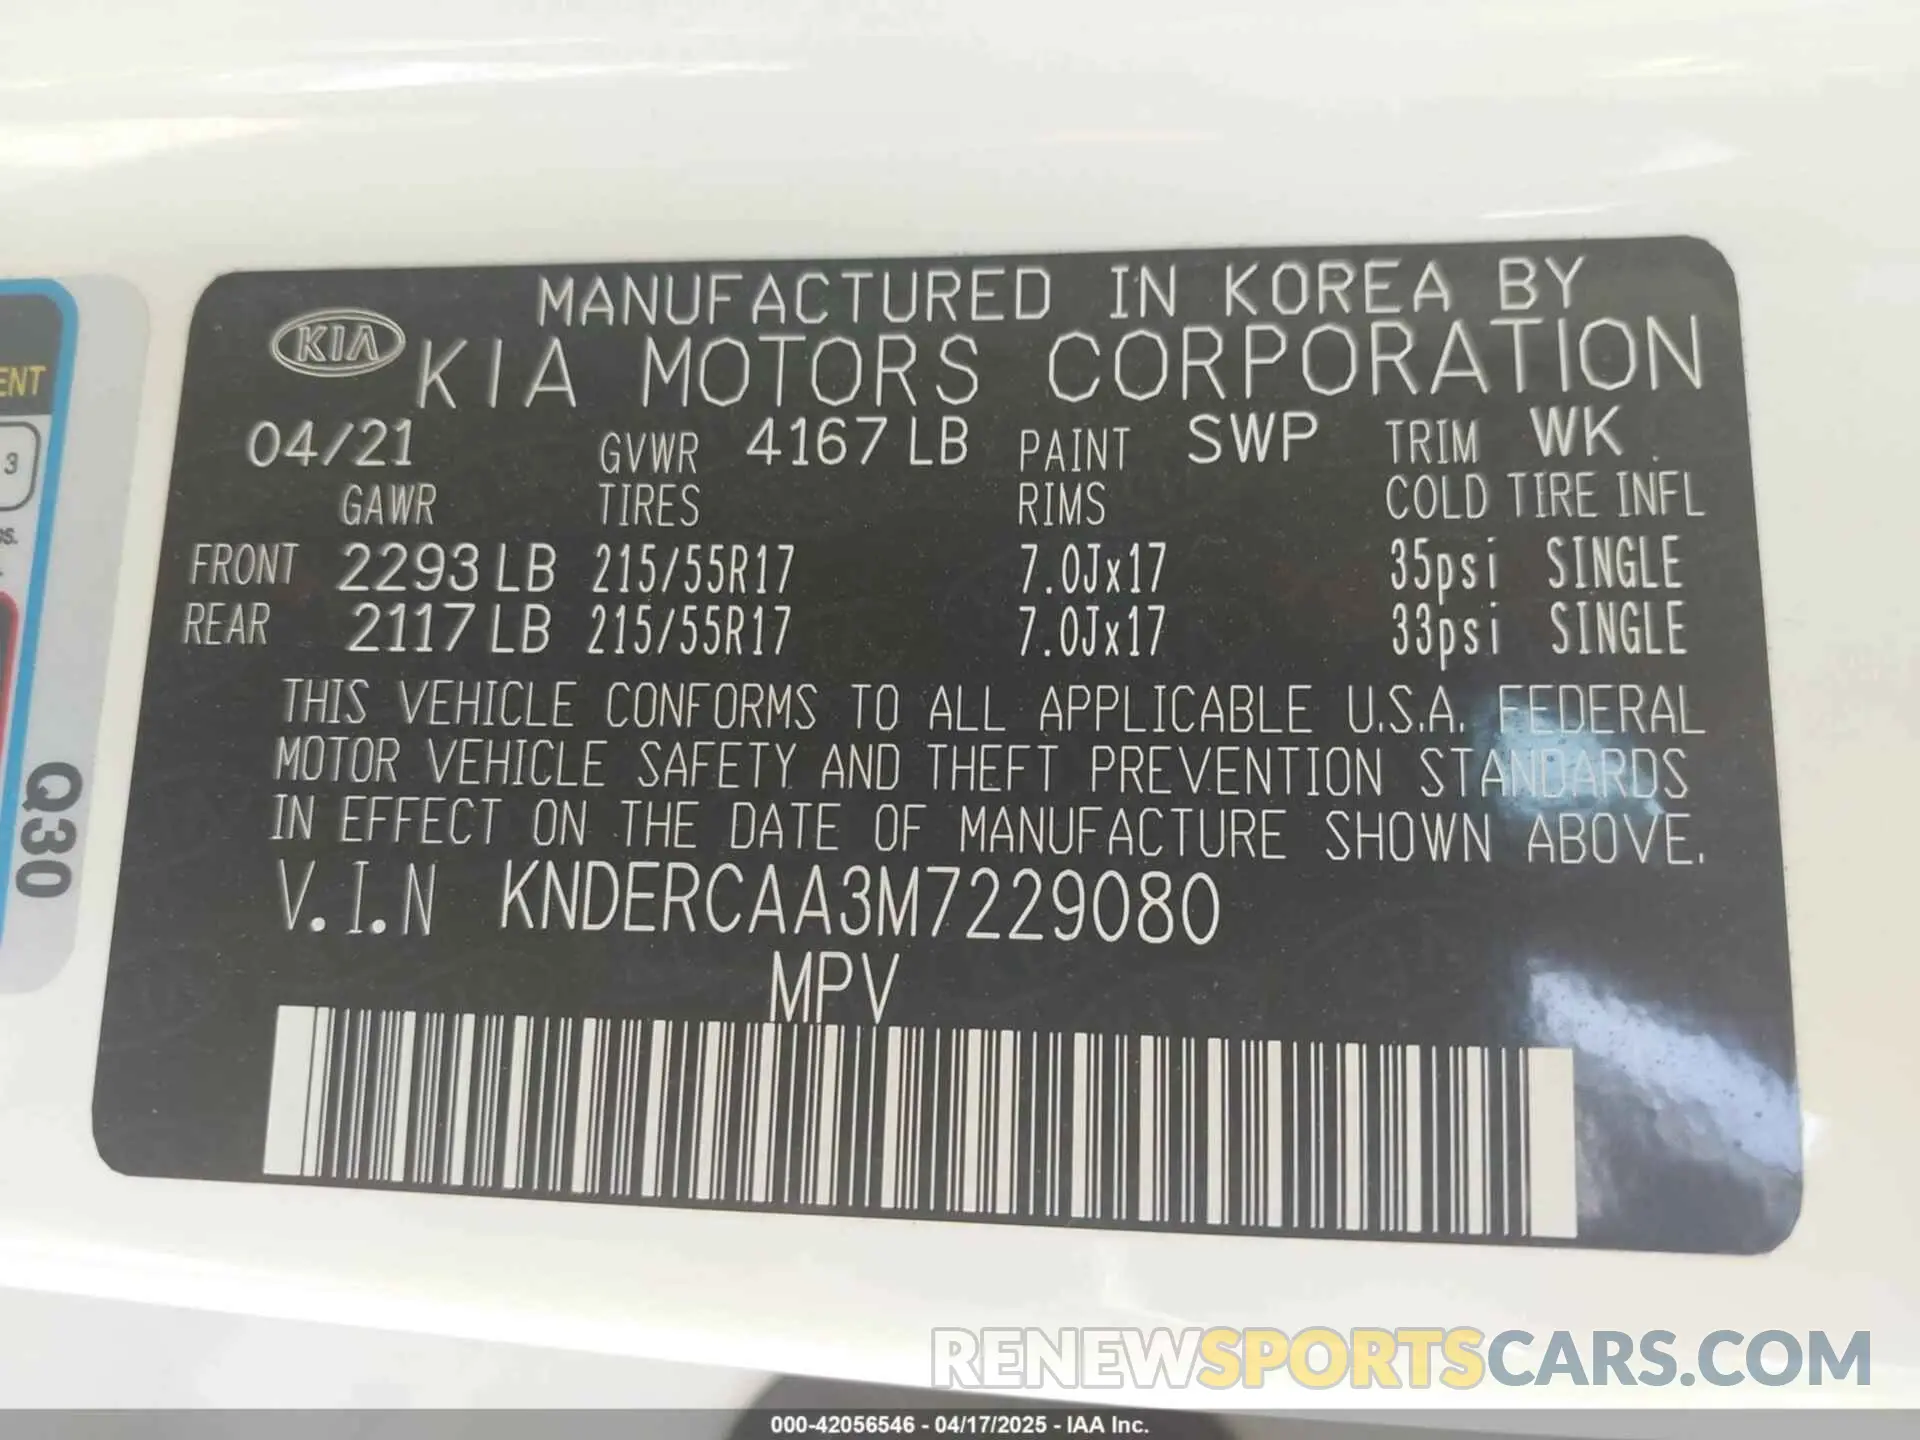 MANUFACTURED IN KOREA BY
KIA KIA MOTORS CORPORATION
04/21 GVWR 4167 LB PAINT SWP TRIM WK
GAWR TIRES RIMS COLD TIRE INFL
FRONT 2293 LB 215/55R17 7.0Jx17 35psi SINGLE
REAR 2117 LB 215/55R17 7.0Jx17 33psi SINGLE
THIS VEHICLE CONFORMS TO ALL APPLICABLE U.S.A. FEDERAL
MOTOR VEHICLE SAFETY AND THEFT PREVENTION STANDARDS
IN EFFECT ON THE DATE OF MANUFACTURE SHOWN ABOVE.
V.I.N KNDERCAA3M7229080
MPV
ENT
3
Q30
RENEWSPORTSCARS.COM
000-42056546 - 04/17/2025 - IAA Inc.